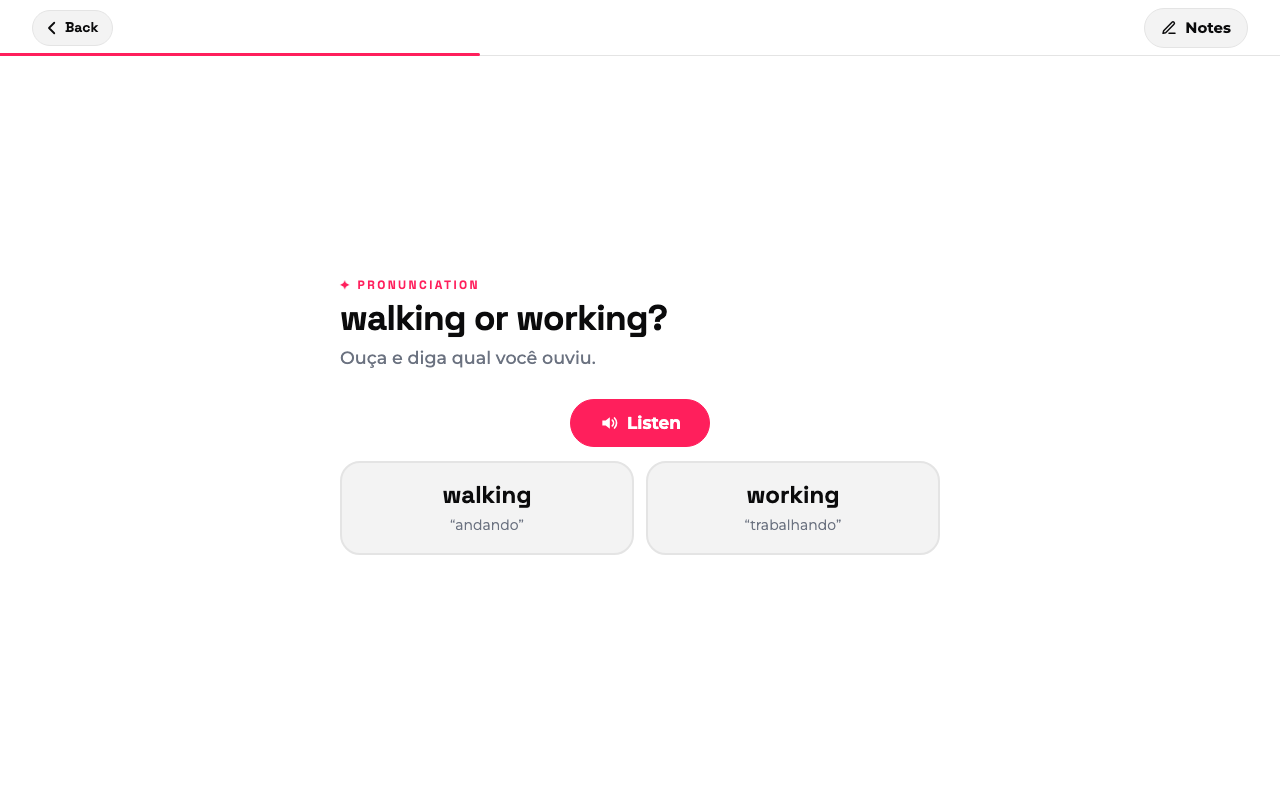 Back
Notes
✦ PRONUNCIATION
walking or working?
Ouça e diga qual você ouviu.
Listen
walking
“andando”
working
“trabalhando”